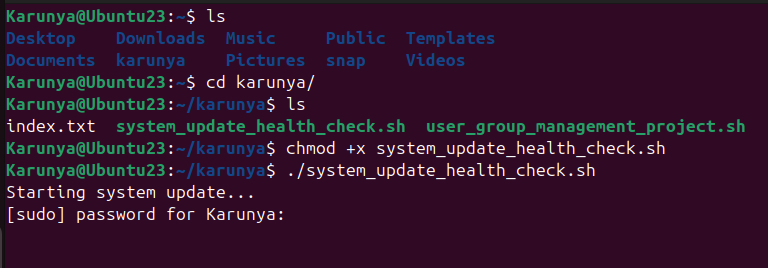 Karunya@Ubuntu23:~$ ls
Desktop Downloads Music Public Templates
Documents karunya Pictures snap Videos
Karunya@Ubuntu23:~$ cd karunya/
Karunya@Ubuntu23:~/karunya$ ls
index.txt system_update_health_check.sh user_group_management_project.sh
Karunya@Ubuntu23:~/karunya$ chmod +x system_update_health_check.sh
Karunya@Ubuntu23:~/karunya$ ./system_update_health_check.sh
Starting system update...
[sudo] password for Karunya: